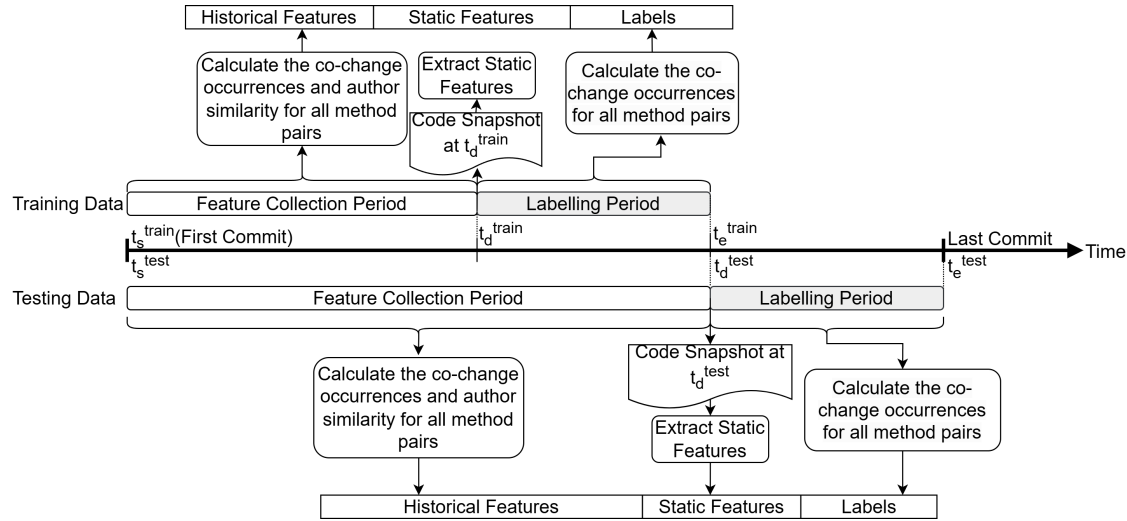 Historical Features Static Features Labels
Calculate the co-change
occurrences and author
similarity for all method
pairs
Extract Static
Features
Code Snapshot
at t_d^train
Calculate the co-
change occurrences
for all method pairs
Training Data
Feature Collection Period
Labelling Period
t_s^train(First Commit)
t_d^train
t_e^train
Last Commit
Time
t_s^test
t_d^test
t_e^test
Testing Data
Feature Collection Period
Labelling Period
Calculate the co-change
occurrences and author
similarity for all method
pairs
Code Snapshot at
t_d^test
Extract Static
Features
Calculate the co-
change occurrences
for all method pairs
Historical Features Static Features Labels